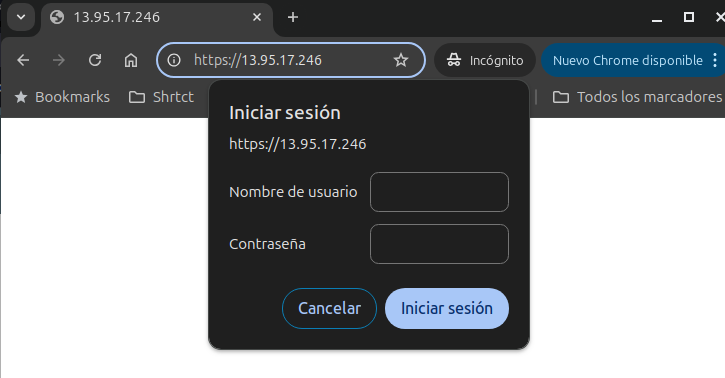 13.95.17.246
https://13.95.17.246
Incógnito
Nuevo Chrome disponible
Bookmarks
Shrtct
Todos los marcadores
Iniciar sesión
https://13.95.17.246
Nombre de usuario
Contraseña
Cancelar
Iniciar sesión